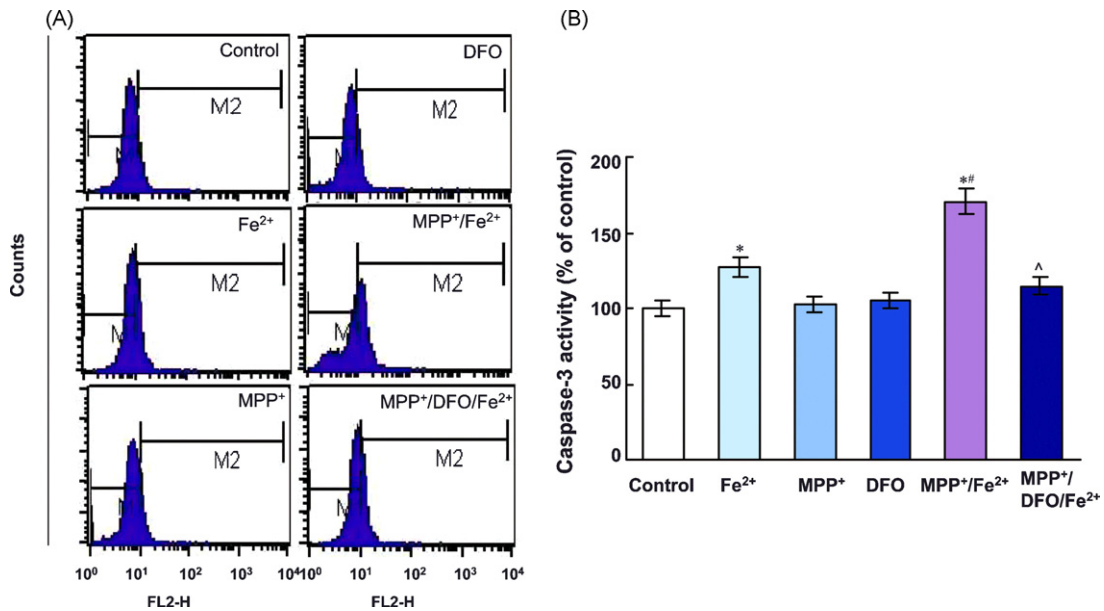 (A)
Control
M2
M
DFO
M2
M
Fe²⁺
M2
M
MPP⁺/Fe²⁺
M2
M
MPP⁺
M2
M
MPP⁺/DFO/Fe²⁺
M2
M
Counts
10⁰ 10¹ 10² 10³ 10⁴
FL2-H
10⁰ 10¹ 10² 10³ 10⁴
FL2-H
(B)
Caspase-3 activity (% of control)
200
150
100
50
0
*
*#
^
Control
Fe²⁺
MPP⁺
DFO
MPP⁺/Fe²⁺
MPP⁺/
DFO/Fe²⁺